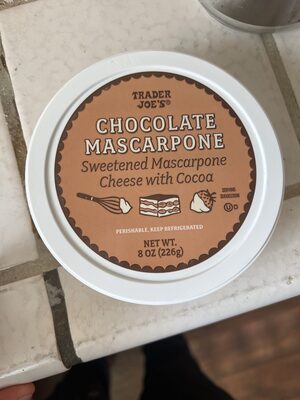 TRADER
JOE'S®
CHOCOLATE
MASCARPONE
Sweetened Mascarpone
Cheese with Cocoa
PERISHABLE, KEEP REFRIGERATED
NET WT.
8 OZ (226g)